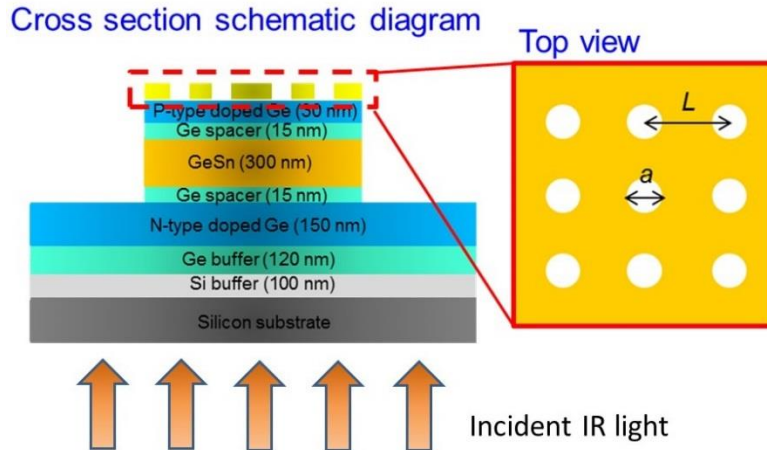 Cross section schematic diagram
Top view
P-type doped Ge (50 nm)
Ge spacer (15 nm)
GeSn (300 nm)
Ge spacer (15 nm)
N-type doped Ge (150 nm)
Ge buffer (120 nm)
Si buffer (100 nm)
Silicon substrate
L
a
Incident IR light